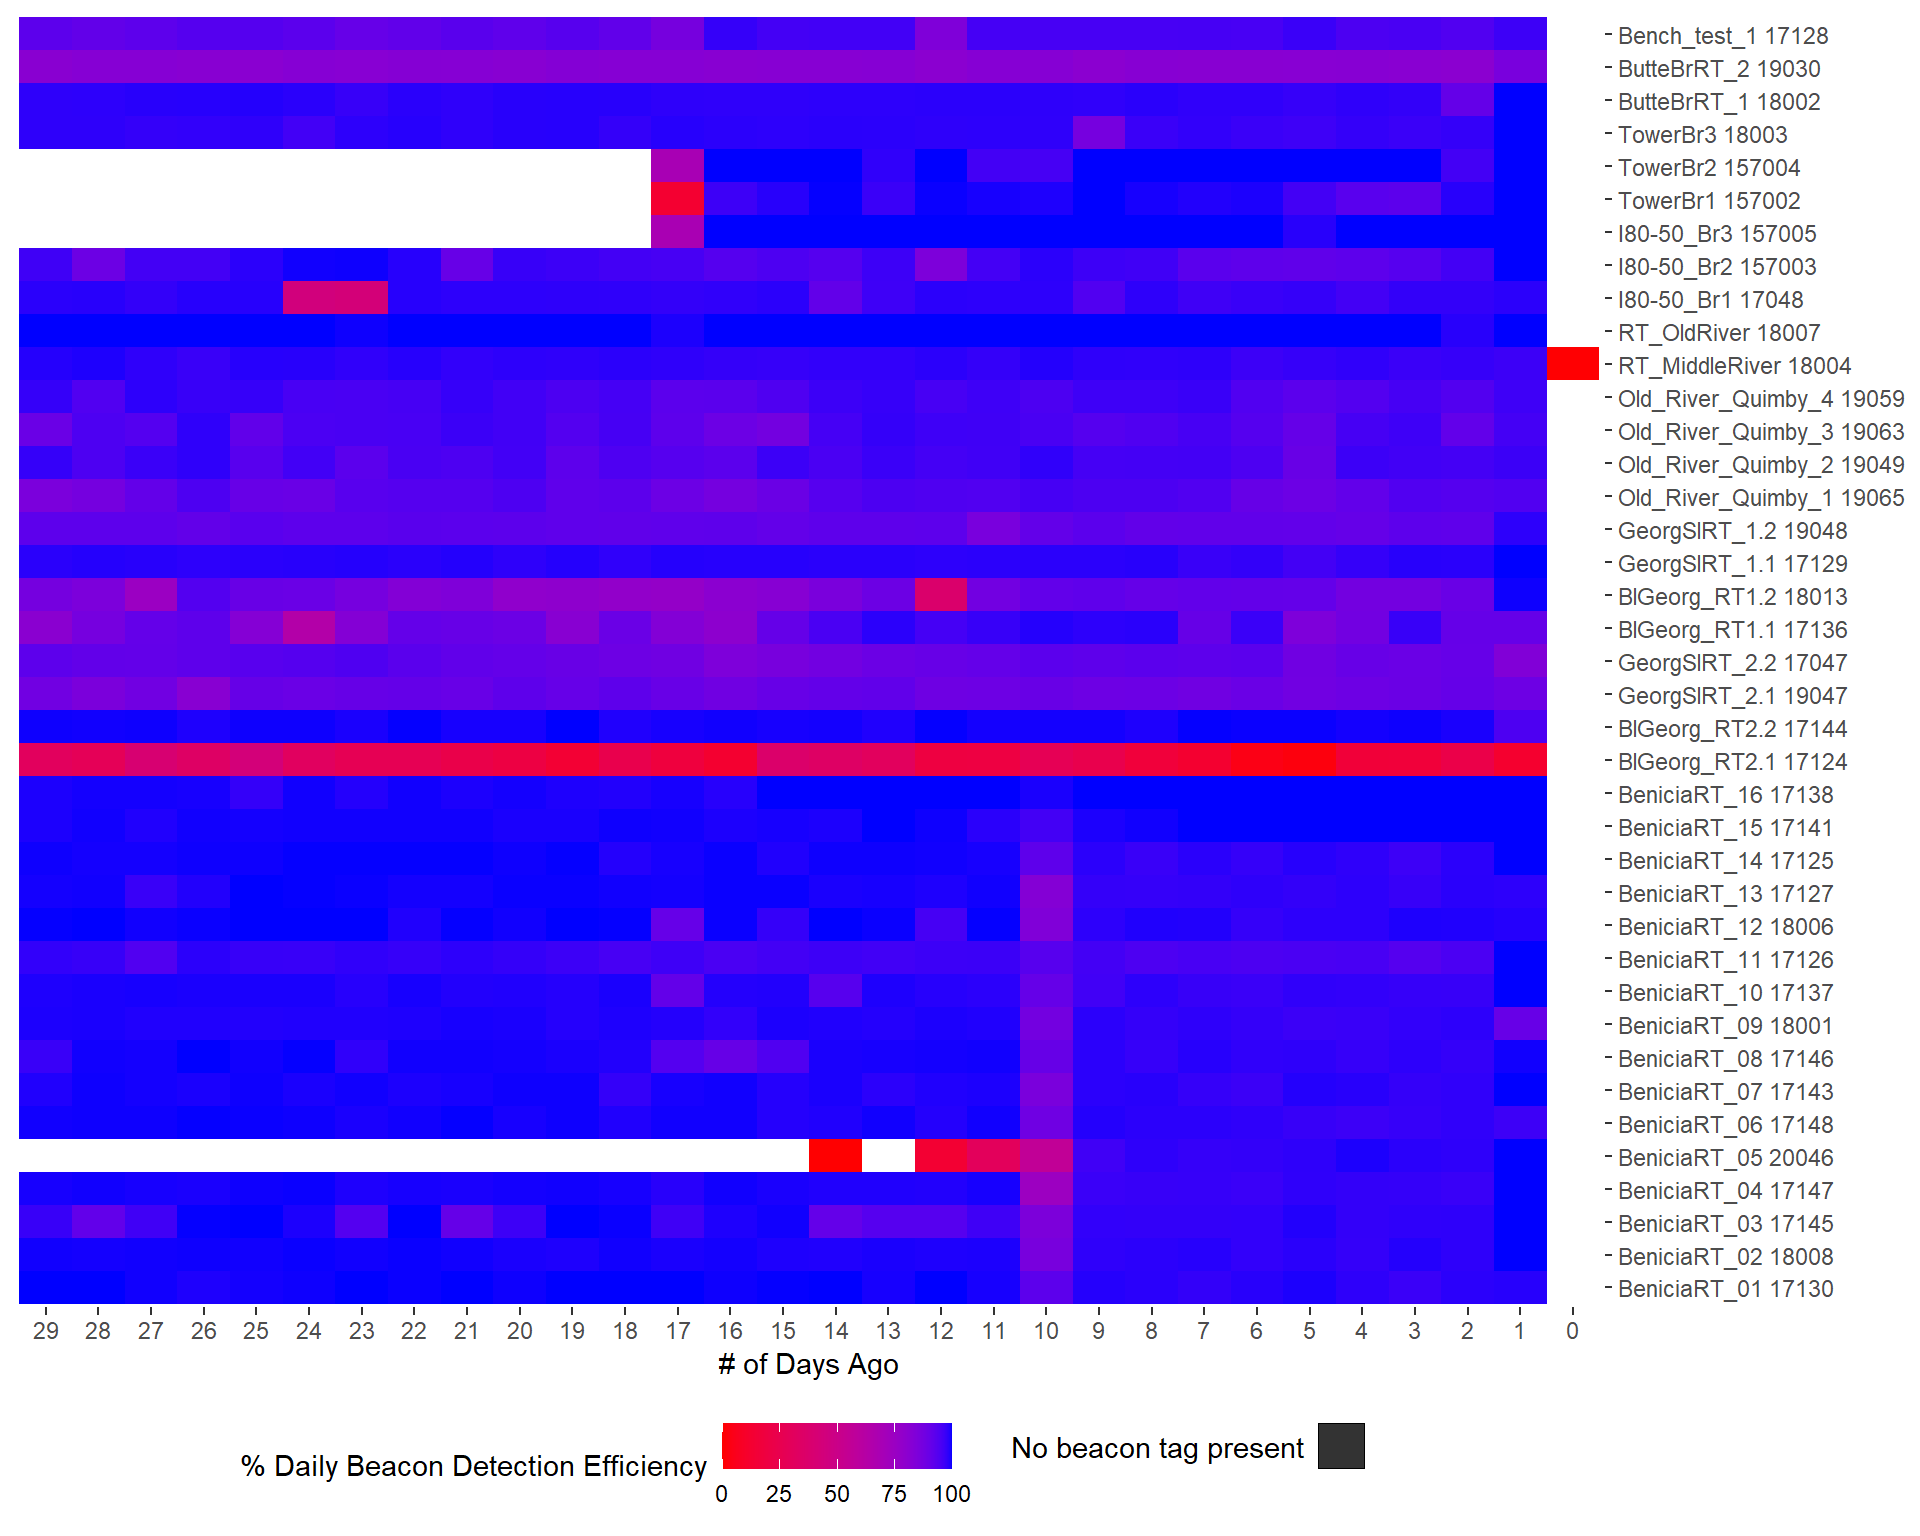 Bench_test_1 17128
ButteBrRT_2 19030
ButteBrRT_1 18002
TowerBr3 18003
TowerBr2 157004
TowerBr1 157002
I80-50_Br3 157005
I80-50_Br2 157003
I80-50_Br1 17048
RT_OldRiver 18007
RT_MiddleRiver 18004
Old_River_Quimby_4 19059
Old_River_Quimby_3 19063
Old_River_Quimby_2 19049
Old_River_Quimby_1 19065
GeorgSlRT_1.2 19048
GeorgSlRT_1.1 17129
BlGeorg_RT1.2 18013
BlGeorg_RT1.1 17136
GeorgSlRT_2.2 17047
GeorgSlRT_2.1 19047
BlGeorg_RT2.2 17144
BlGeorg_RT2.1 17124
BeniciaRT_16 17138
BeniciaRT_15 17141
BeniciaRT_14 17125
BeniciaRT_13 17127
BeniciaRT_12 18006
BeniciaRT_11 17126
BeniciaRT_10 17137
BeniciaRT_09 18001
BeniciaRT_08 17146
BeniciaRT_07 17143
BeniciaRT_06 17148
BeniciaRT_05 20046
BeniciaRT_04 17147
BeniciaRT_03 17145
BeniciaRT_02 18008
BeniciaRT_01 17130
29 28 27 26 25 24 23 22 21 20 19 18 17 16 15 14 13 12 11 10 9 8 7 6 5 4 3 2 1 0
# of Days Ago
% Daily Beacon Detection Efficiency
0 25 50 75 100
No beacon tag present